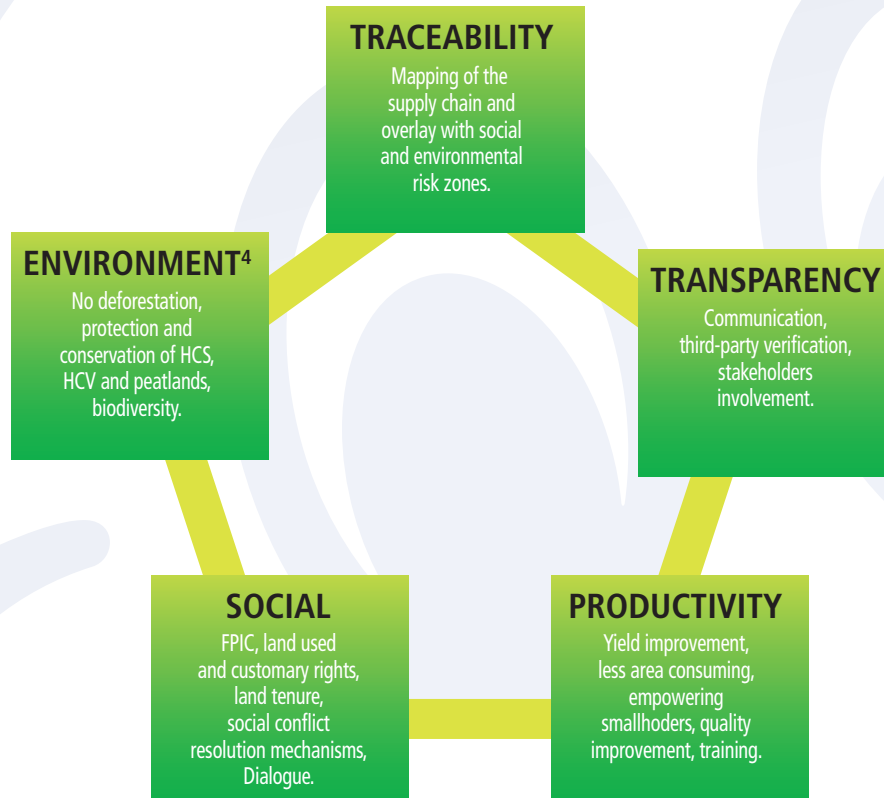 TRACEABILITY
Mapping of the
supply chain and
overlay with social
and environmental
risk zones.
ENVIRONMENT⁴
No deforestation,
protection and
conservation of HCS,
HCV and peatlands,
biodiversity.
TRANSPARENCY
Communication,
third-party verification,
stakeholders
involvement.
SOCIAL
FPIC, land used
and customary rights,
land tenure,
social conflict
resolution mechanisms,
Dialogue.
PRODUCTIVITY
Yield improvement,
less area consuming,
empowering
smallhoders, quality
improvement, training.